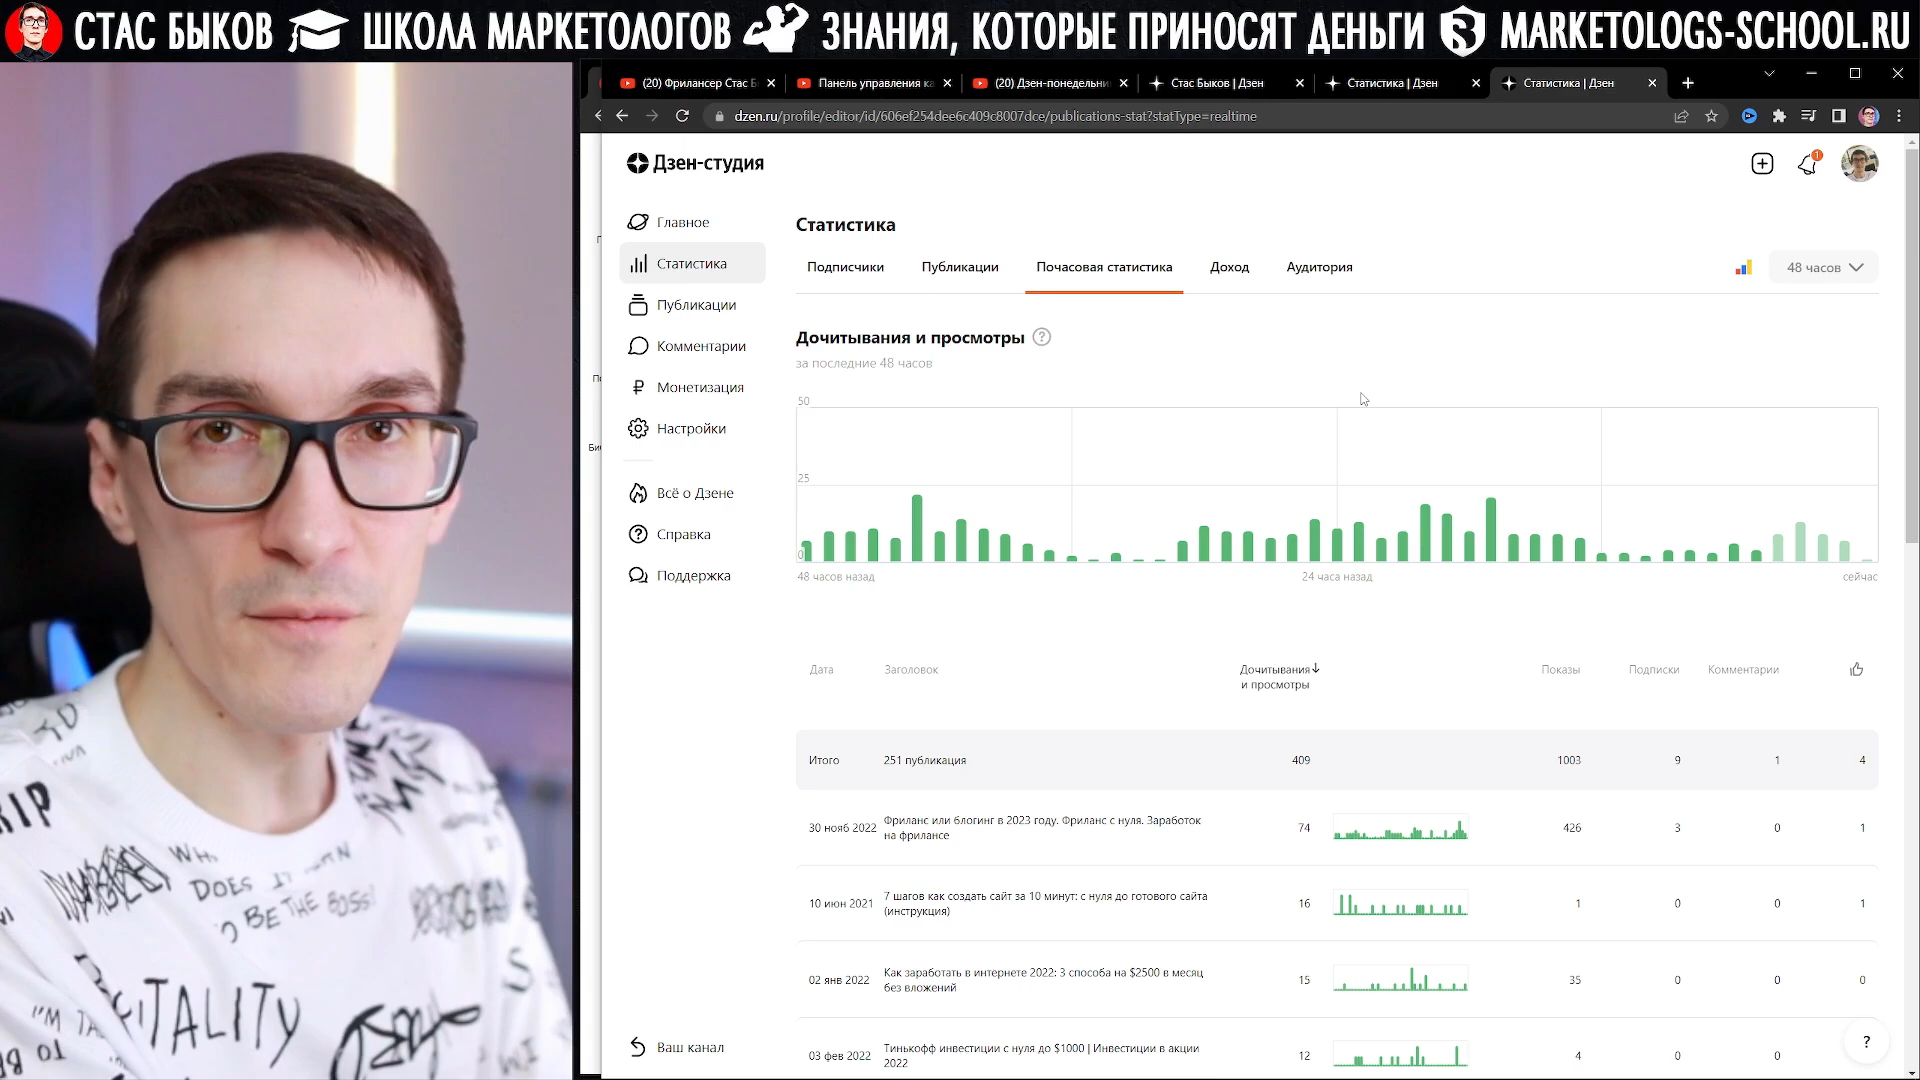 СТАС БЫКОВ ШКОЛА МАРКЕТОЛОГОВ ЗНАНИЯ, КОТОРЫЕ ПРИНОСЯТ ДЕНЬГИ MARKETOLOGS-SCHOOL.RU
(20) Фрилансер Стас Б
Панель управления ка
(20) Дзен-понедельни
Стас Быков | Дзен
Статистика | Дзен
Статистика | Дзен
dzen.ru/profile/editor/id/606ef254dee6c409c8007dce/publications-stat?statType=realtime
Дзен-студия
1
Главное
Статистика
Публикации
Комментарии
Монетизация
Настройки
Всё о Дзене
Справка
Поддержка
Ваш канал
Статистика
Подписчики Публикации Почасовая статистика Доход Аудитория
48 часов
Дочитывания и просмотры ?
за последние 48 часов
50
25
0
48 часов назад 24 часа назад сейчас
Дата Заголовок Дочитывания и просмотры Показы Подписки Комментарии
Итого 251 публикация 409 1003 9 1 4
30 нояб 2022 Фриланс или блогинг в 2023 году. Фриланс с нуля. Заработок 74 426 3 0 1
на фрилансе
10 июн 2021 7 шагов как создать сайт за 10 минут: с нуля до готового сайта 16 1 0 0 1
(инструкция)
02 янв 2022 Как заработать в интернете 2022: 3 способа на $2500 в месяц 15 35 0 0 0
без вложений
03 фев 2022 Тинькофф инвестиции с нуля до $1000 | Инвестиции в акции 12 4 0 0
2022
?
DOES IT
TO BE THE BOSS?
I'M
TO